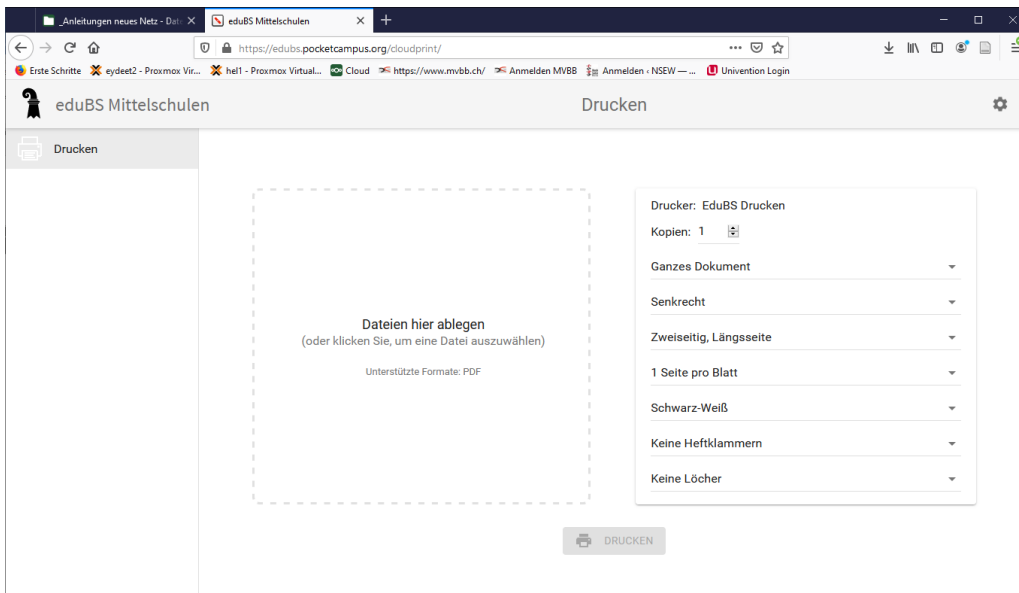 _Anleitungen neues Netz - Date
eduBS Mittelschulen
https://edubs.pocketcampus.org/cloudprint/
Erste Schritte
eydeet2 - Proxmox Vir...
hel1 - Proxmox Virtual...
Cloud
https://www.mvbb.ch/
Anmelden MVBB
Anmelden ‹ NSEW — ...
Univention Login
eduBS Mittelschulen
Drucken
Drucken
Dateien hier ablegen
(oder klicken Sie, um eine Datei auszuwählen)
Unterstützte Formate: PDF
Drucker: EduBS Drucken
Kopien: 1
Ganzes Dokument
Senkrecht
Zweiseitig, Längsseite
1 Seite pro Blatt
Schwarz-Weiß
Keine Heftklammern
Keine Löcher
DRUCKEN